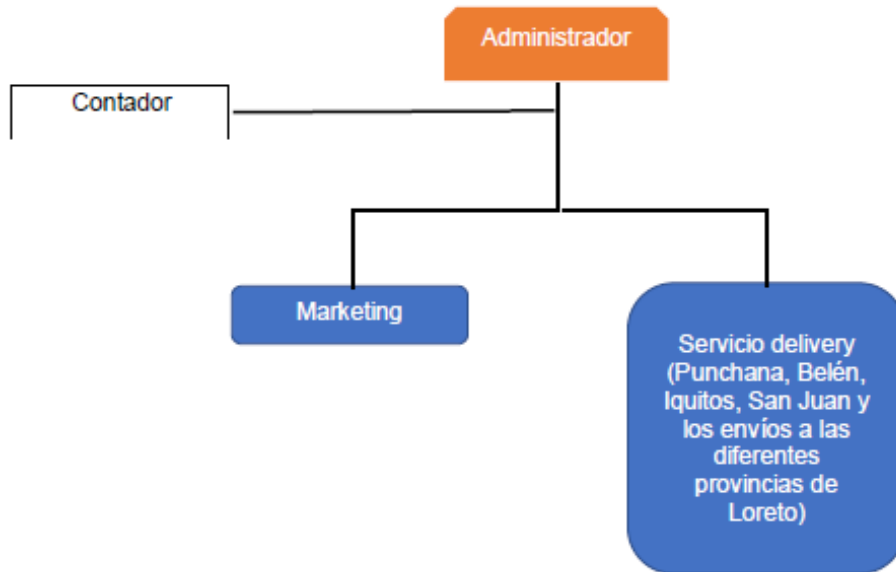 Administrador
Contador
Marketing
Servicio delivery
(Punchana, Belén,
Iquitos, San Juan y
los envíos a las
diferentes
provincias de
Loreto)